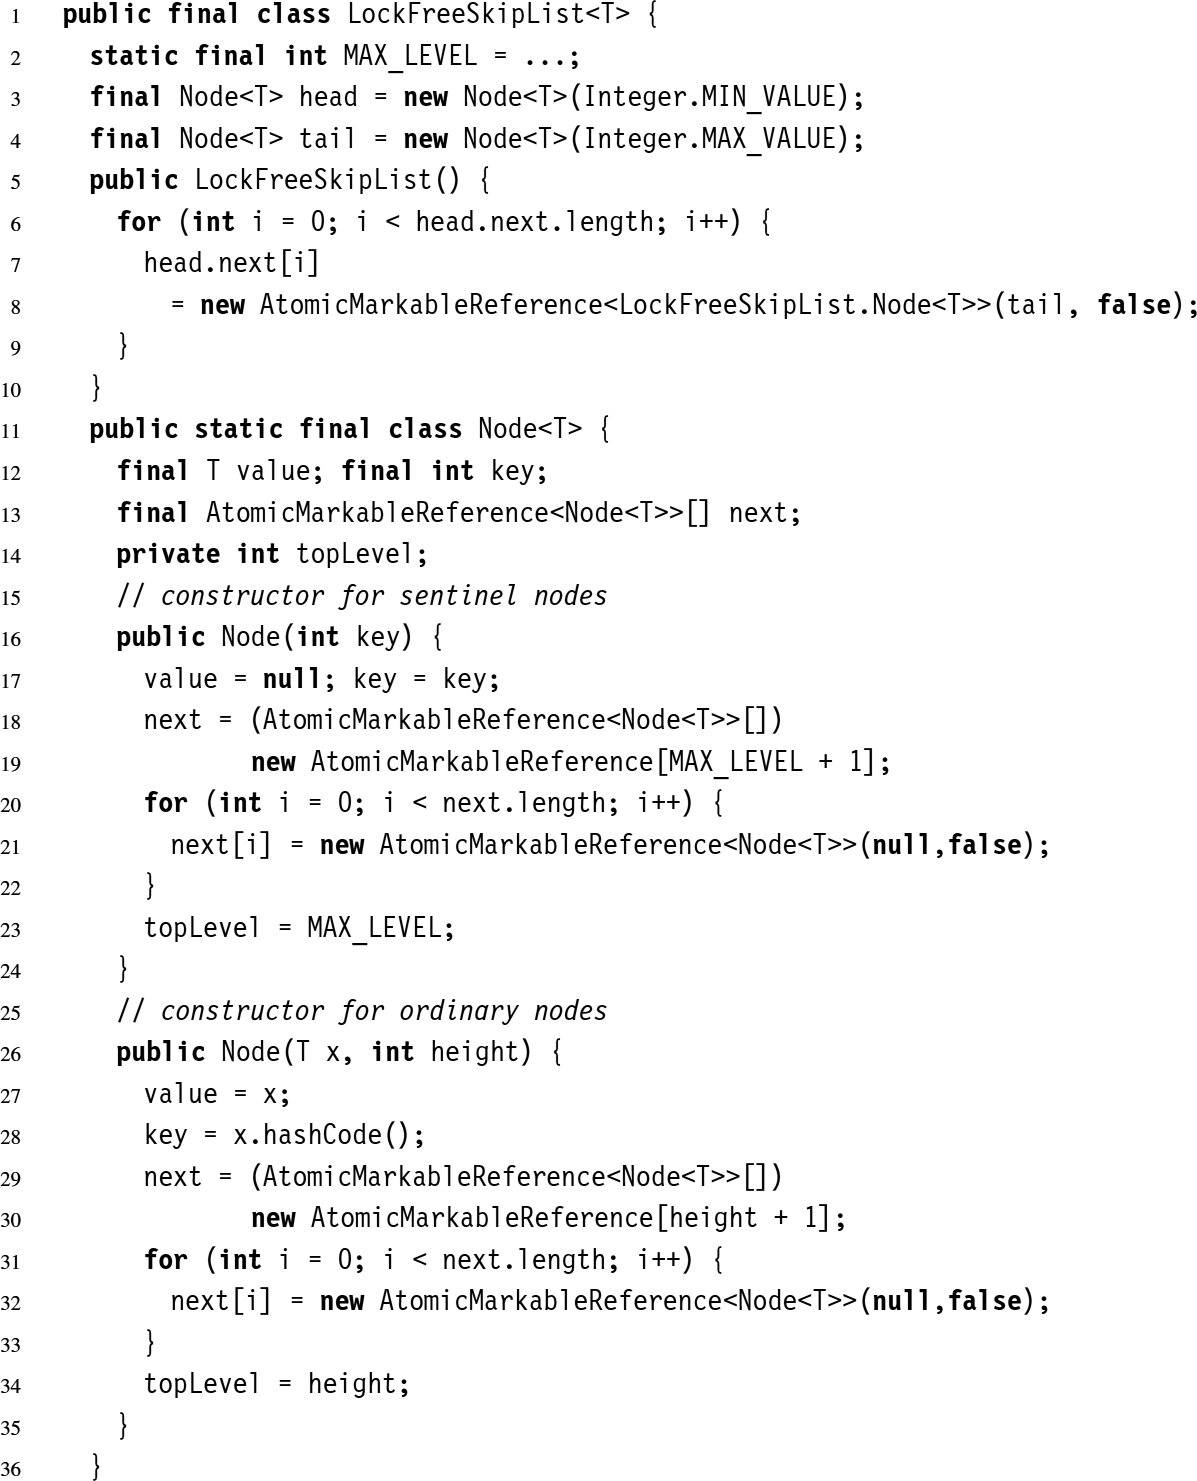 1 public final class LockFreeSkipList<T> {
2 static final int MAX_LEVEL = ...;
3 final Node<T> head = new Node<T>(Integer.MIN_VALUE);
4 final Node<T> tail = new Node<T>(Integer.MAX_VALUE);
5 public LockFreeSkipList() {
6 for (int i = 0; i < head.next.length; i++) {
7 head.next[i]
8 = new AtomicMarkableReference<LockFreeSkipList.Node<T>>(tail, false);
9 }
10 }
11 public static final class Node<T> {
12 final T value; final int key;
13 final AtomicMarkableReference<Node<T>>[] next;
14 private int topLevel;
15 // constructor for sentinel nodes
16 public Node(int key) {
17 value = null; key = key;
18 next = (AtomicMarkableReference<Node<T>>[])
19 new AtomicMarkableReference[MAX_LEVEL + 1];
20 for (int i = 0; i < next.length; i++) {
21 next[i] = new AtomicMarkableReference<Node<T>>(null,false);
22 }
23 topLevel = MAX_LEVEL;
24 }
25 // constructor for ordinary nodes
26 public Node(T x, int height) {
27 value = x;
28 key = x.hashCode();
29 next = (AtomicMarkableReference<Node<T>>[])
30 new AtomicMarkableReference[height + 1];
31 for (int i = 0; i < next.length; i++) {
32 next[i] = new AtomicMarkableReference<Node<T>>(null,false);
33 }
34 topLevel = height;
35 }
36 }